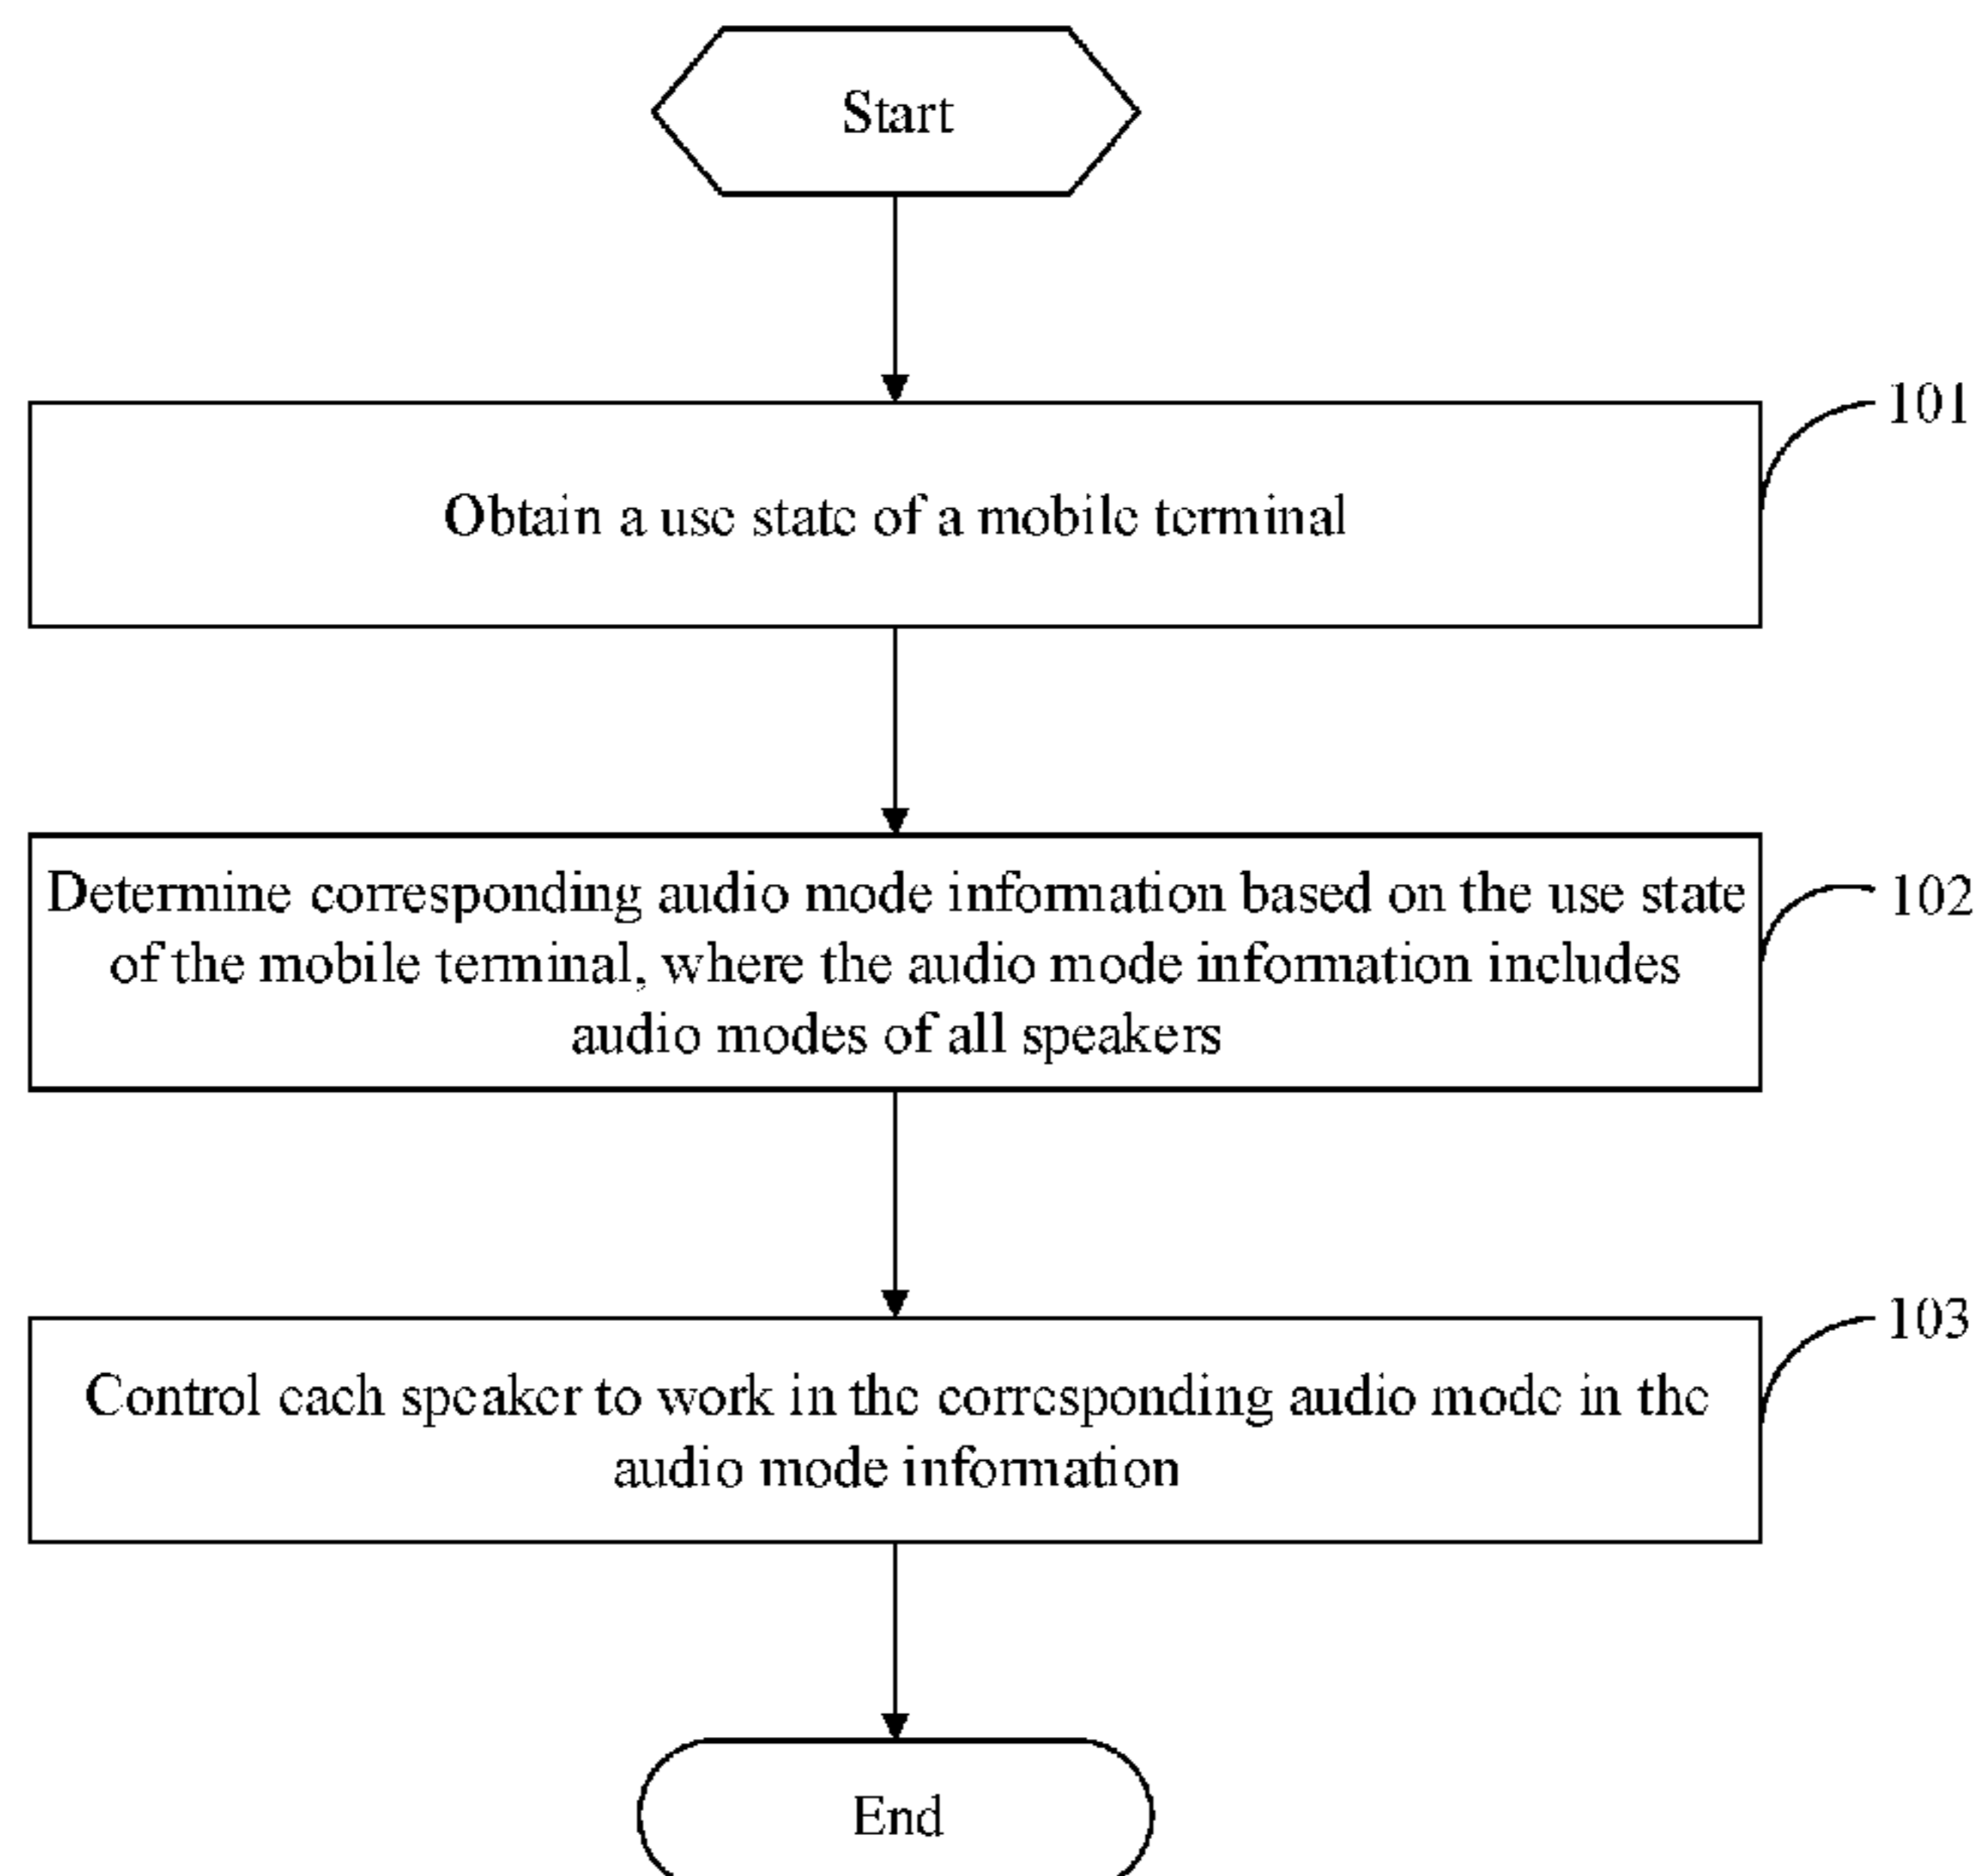 Start
101
Obtain a use state of a mobile terminal
Determine corresponding audio mode information based on the use state
102
of the mobile terminal, where the audio mode information includes
audio modes of all speakers
103
Control each speaker to work in the corresponding audio mode in the
audio mode information
End